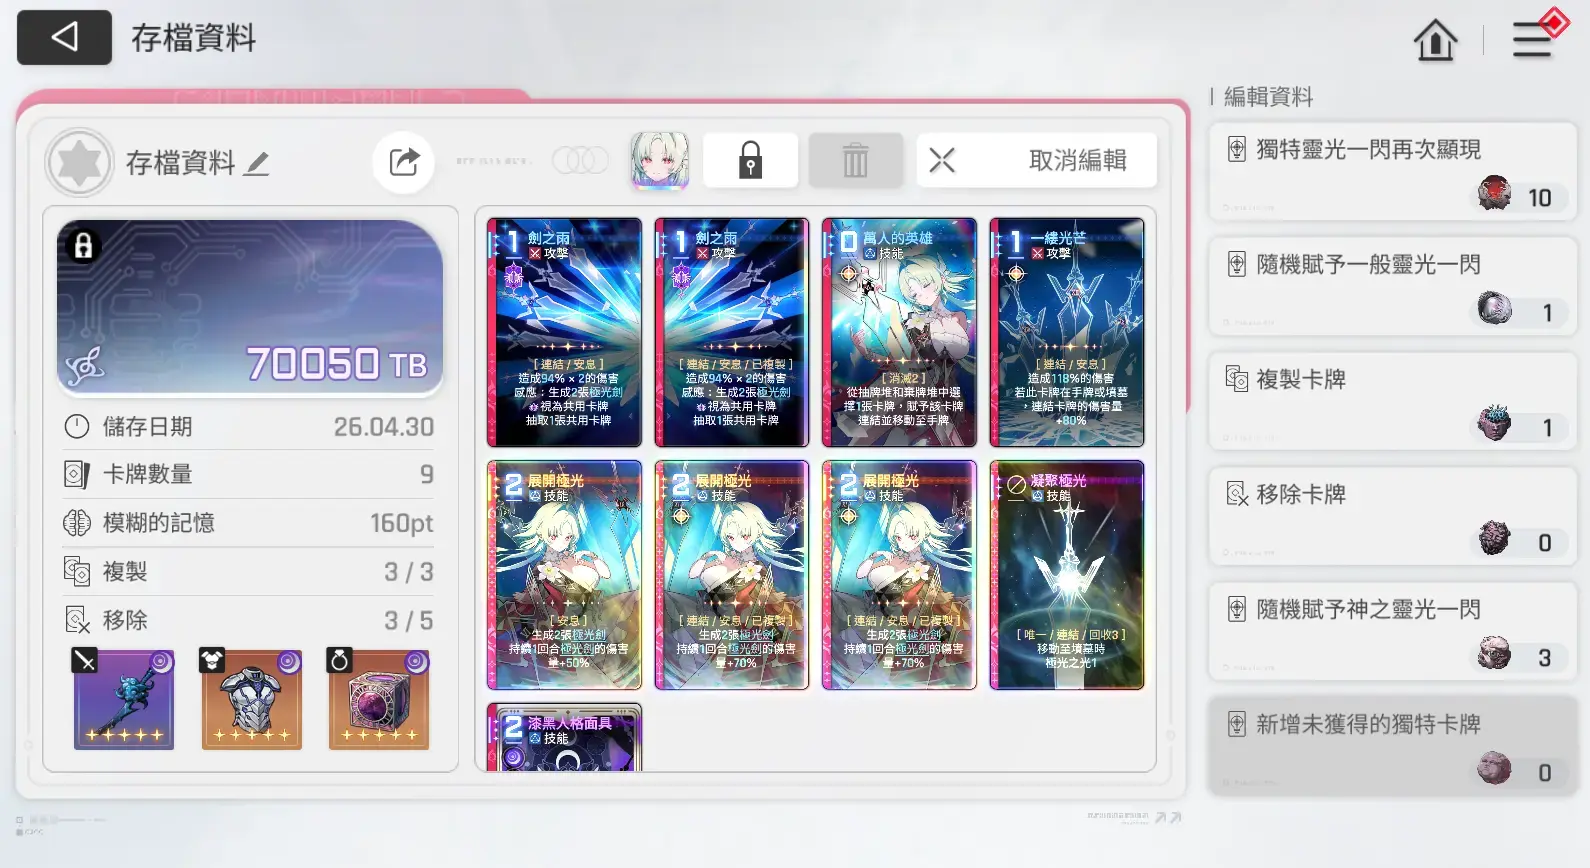 存檔資料
編輯資料
存檔資料
取消編輯
70050 TB
儲存日期 26.04.30
卡牌數量 9
模糊的記憶 160pt
複製 3 / 3
移除 3 / 5
1 劍之雨
攻擊
[ 連結 / 安息 ]
造成94% × 2的傷害
感應：生成2張極光劍
視為共用卡牌
抽取1張共用卡牌
1 劍之雨
攻擊
[ 連結 / 安息 / 已複製 ]
造成94% × 2的傷害
感應：生成2張極光劍
視為共用卡牌
抽取1張共用卡牌
0 萬人的英雄
技能
[ 消滅2 ]
從抽牌堆和棄牌堆中選
擇1張卡牌，賦予該卡牌
連結並移動至手牌
1 一縷光芒
攻擊
[ 連結 / 安息 ]
造成118%的傷害
若此卡牌在手牌或墳墓
，連結卡牌的傷害量
+80%
2 展開極光
技能
[ 安息 ]
生成2張極光劍
持續1回合極光劍的傷害
量+50%
2 展開極光
技能
[ 連結 / 安息 / 已複製 ]
生成2張極光劍
持續1回合極光劍的傷害
量+70%
2 展開極光
技能
[ 連結 / 安息 / 已複製 ]
生成2張極光劍
持續1回合極光劍的傷害
量+70%
凝聚極光
技能
[ 唯一 / 連結 / 回收3 ]
移動至墳墓時
極光之光1
2 漆黑人格面具
技能
獨特靈光一閃再次顯現
10
隨機賦予一般靈光一閃
1
複製卡牌
1
移除卡牌
0
隨機賦予神之靈光一閃
3
新增未獲得的獨特卡牌
0